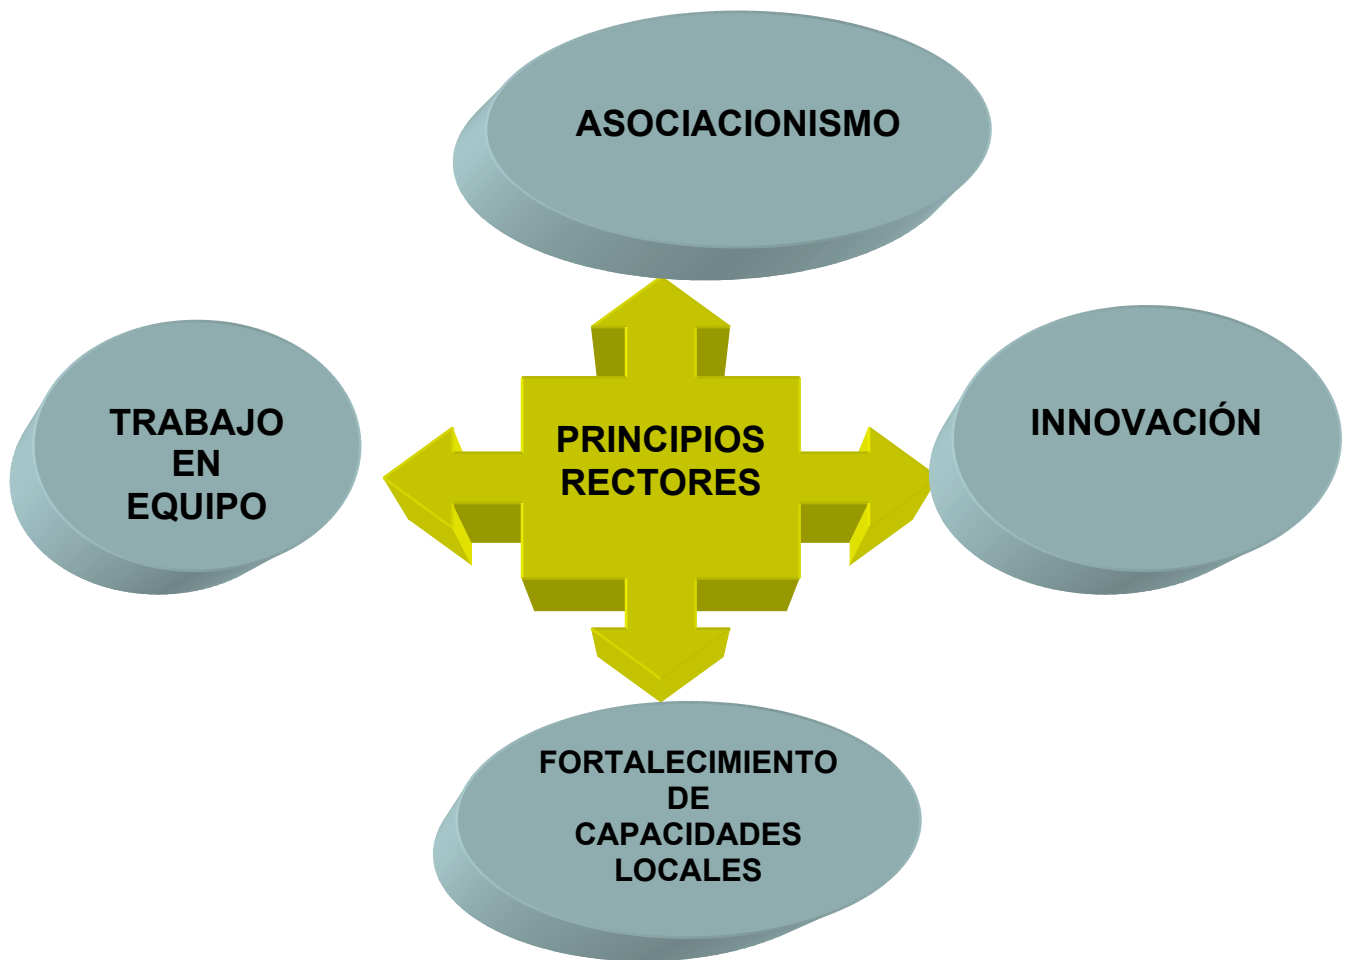 ASOCIACIONISMO
TRABAJO
EN
EQUIPO
PRINCIPIOS
RECTORES
INNOVACIÓN
FORTALECIMIENTO
DE
CAPACIDADES
LOCALES